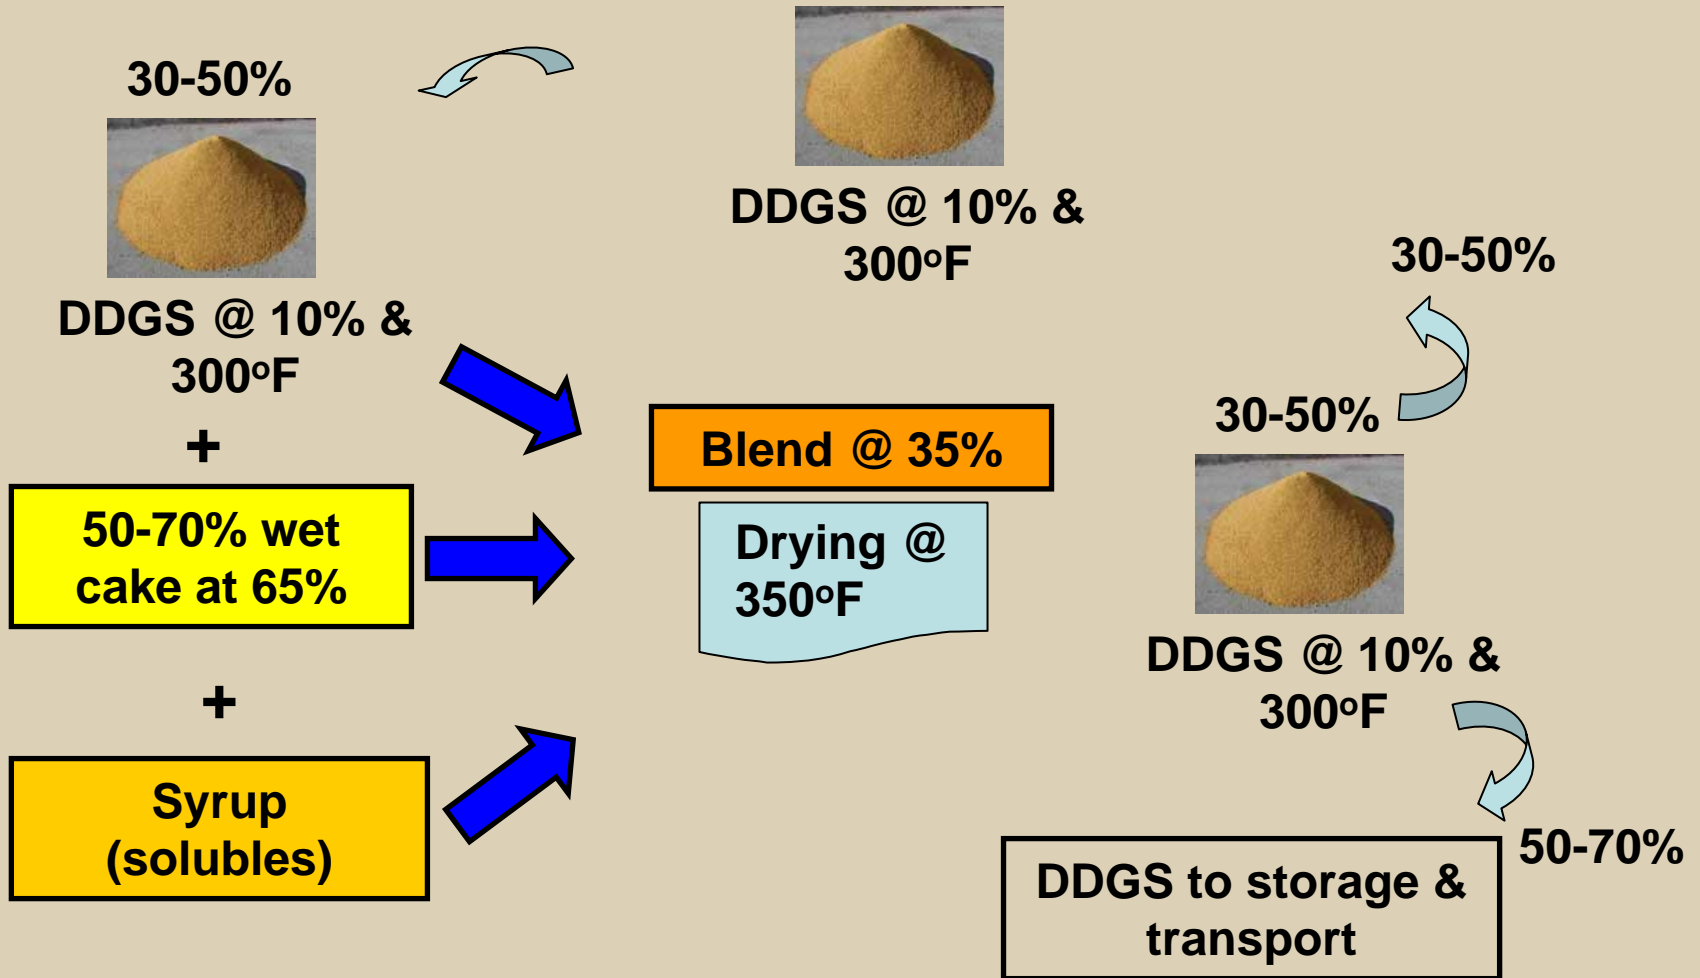 30-50%
DDGS @ 10% &
300ºF
+
50-70% wet
cake at 65%
+
Syrup
(solubles)
DDGS @ 10% &
300ºF
Blend @ 35%
Drying @
350ºF
30-50%
30-50%
DDGS @ 10% &
300ºF
50-70%
DDGS to storage &
transport